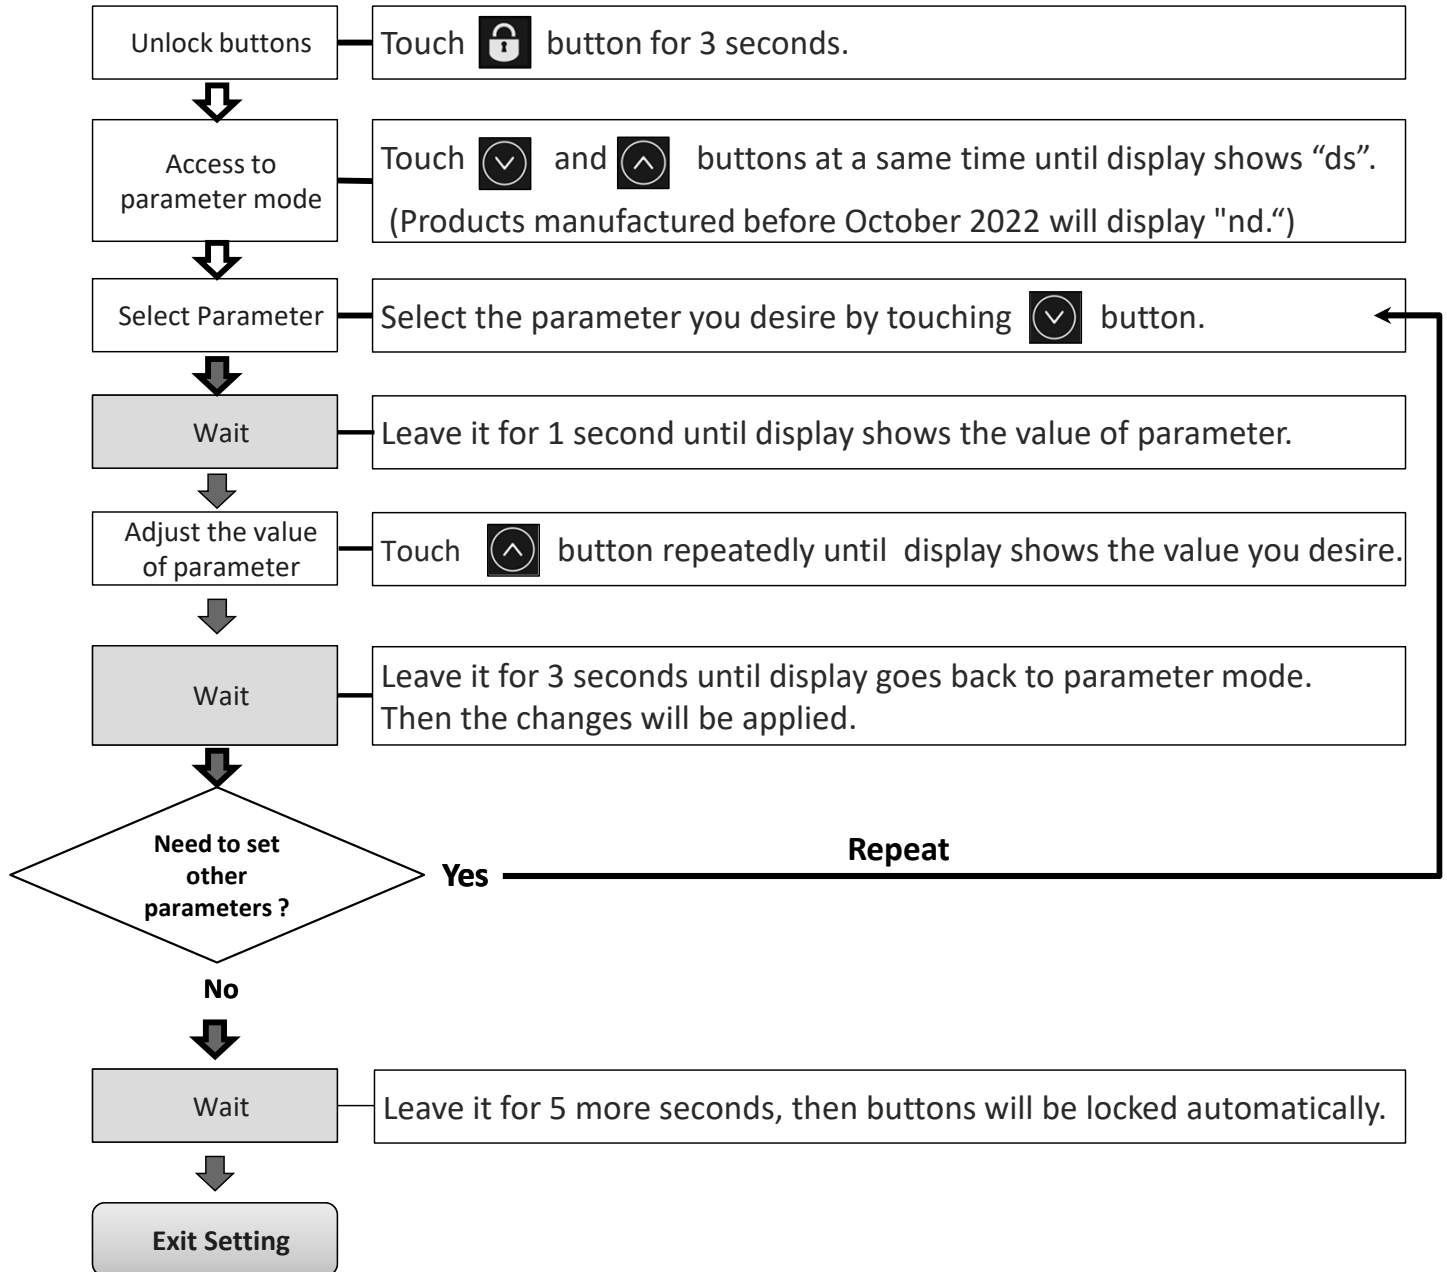 Unlock buttons
Touch button for 3 seconds.
Access to
parameter mode
Touch and buttons at a same time until display shows “ds”.
(Products manufactured before October 2022 will display "nd.“)
Select Parameter
Select the parameter you desire by touching button.
Wait
Leave it for 1 second until display shows the value of parameter.
Adjust the value
of parameter
Touch button repeatedly until display shows the value you desire.
Wait
Leave it for 3 seconds until display goes back to parameter mode.
Then the changes will be applied.
Need to set
other
parameters ?
Yes
Repeat
No
Wait
Leave it for 5 more seconds, then buttons will be locked automatically.
Exit Setting